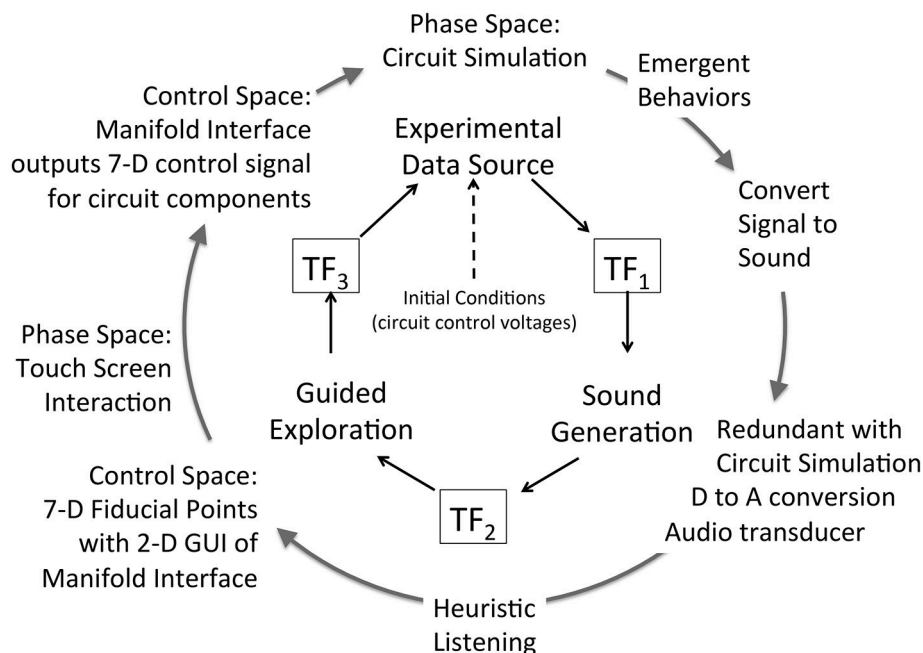 Phase Space:
Circuit Simulation
Emergent
Behaviors
Control Space:
Manifold Interface
outputs 7-D control signal
for circuit components
Experimental
Data Source
Convert
Signal to
Sound
TF3
TF1
Initial Conditions
(circuit control voltages)
Phase Space:
Touch Screen
Interaction
Guided
Exploration
Sound
Generation
Redundant with
Circuit Simulation
D to A conversion
Audio transducer
Control Space:
7-D Fiducial Points
with 2-D GUI of
Manifold Interface
TF2
Heuristic
Listening